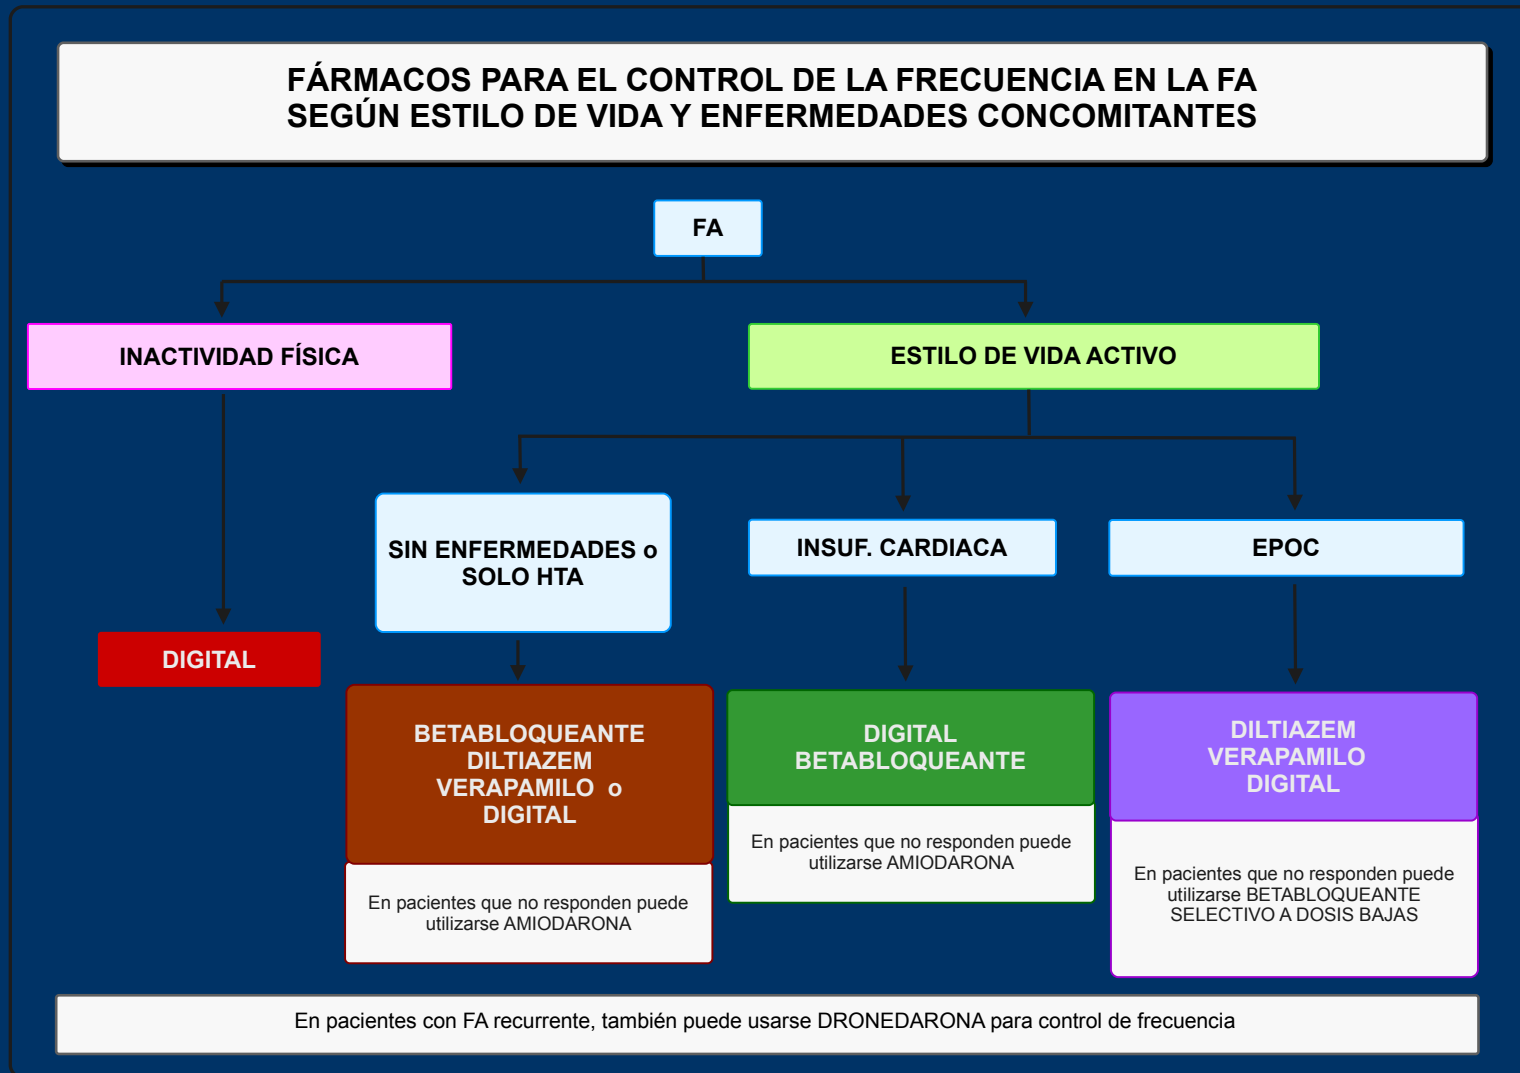 FÁRMACOS PARA EL CONTROL DE LA FRECUENCIA EN LA FA
SEGÚN ESTILO DE VIDA Y ENFERMEDADES CONCOMITANTES
FA
INACTIVIDAD FÍSICA
ESTILO DE VIDA ACTIVO
SIN ENFERMEDADES o
SOLO HTA
INSUF. CARDIACA
EPOC
DIGITAL
BETABLOQUEANTE
DILTIAZEM
VERAPAMILO o
DIGITAL
En pacientes que no responden puede
utilizarse AMIODARONA
DIGITAL
BETABLOQUEANTE
En pacientes que no responden puede
utilizarse AMIODARONA
DILTIAZEM
VERAPAMILO
DIGITAL
En pacientes que no responden puede
utilizarse BETABLOQUEANTE
SELECTIVO A DOSIS BAJAS
En pacientes con FA recurrente, también puede usarse DRONEDARONA para control de frecuencia